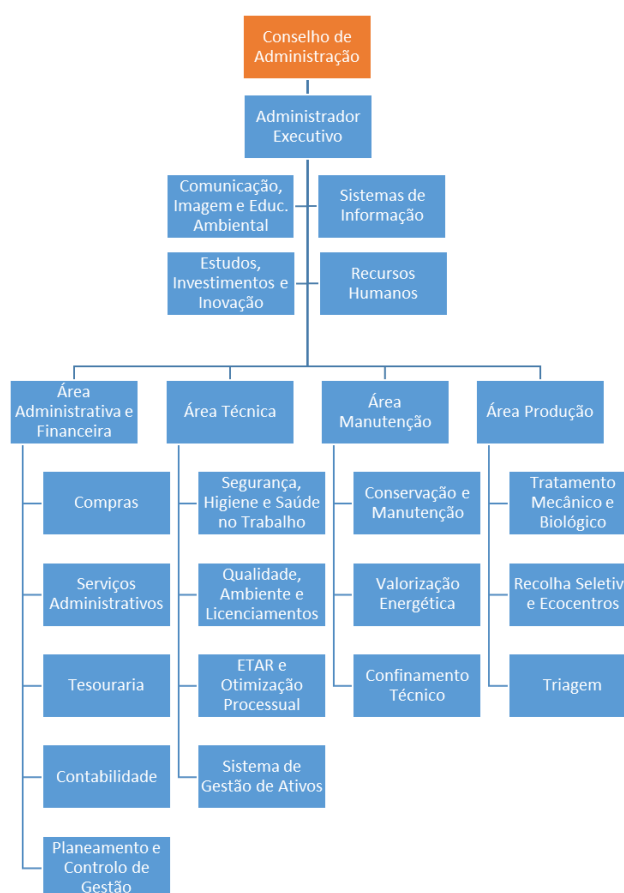 Conselho de
Administração
Administrador
Executivo
Comunicação,
Imagem e Educ.
Ambiental
Sistemas de
Informação
Estudos,
Investimentos e
Inovação
Recursos
Humanos
Área
Administrativa e
Financeira
Área Técnica
Área
Manutenção
Área Produção
Compras
Serviços
Administrativos
Tesouraria
Contabilidade
Planeamento e
Controlo de
Gestão
Segurança,
Higiene e Saúde
no Trabalho
Qualidade,
Ambiente e
Licenciamentos
ETAR e
Otimização
Processual
Sistema de
Gestão de Ativos
Conservação e
Manutenção
Valorização
Energética
Confinamento
Técnico
Tratamento
Mecânico e
Biológico
Recolha Seletiv
e Ecocentros
Triagem